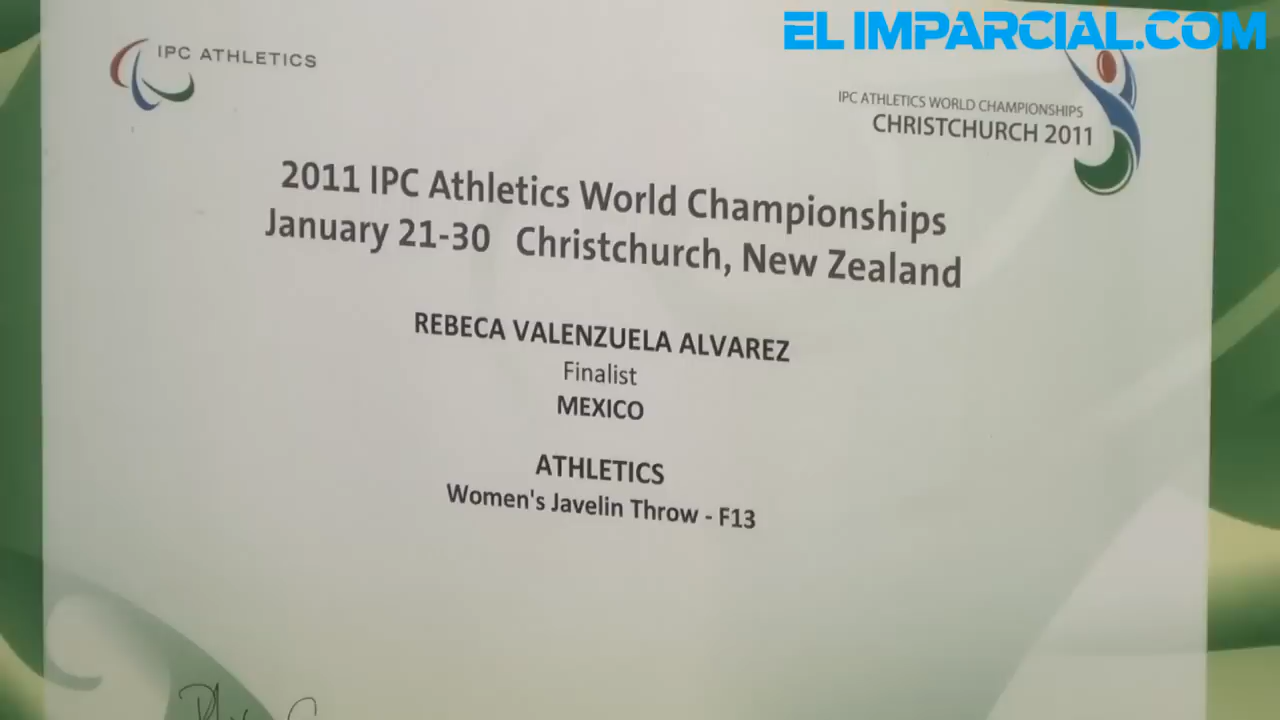 EL IMPARCIAL.COM
IPC ATHLETICS
IPC ATHLETICS WORLD CHAMPIONSHIPS
CHRISTCHURCH 2011
2011 IPC Athletics World Championships
January 21-30 Christchurch, New Zealand
REBECA VALENZUELA ALVAREZ
Finalist
MEXICO
ATHLETICS
Women's Javelin Throw - F13